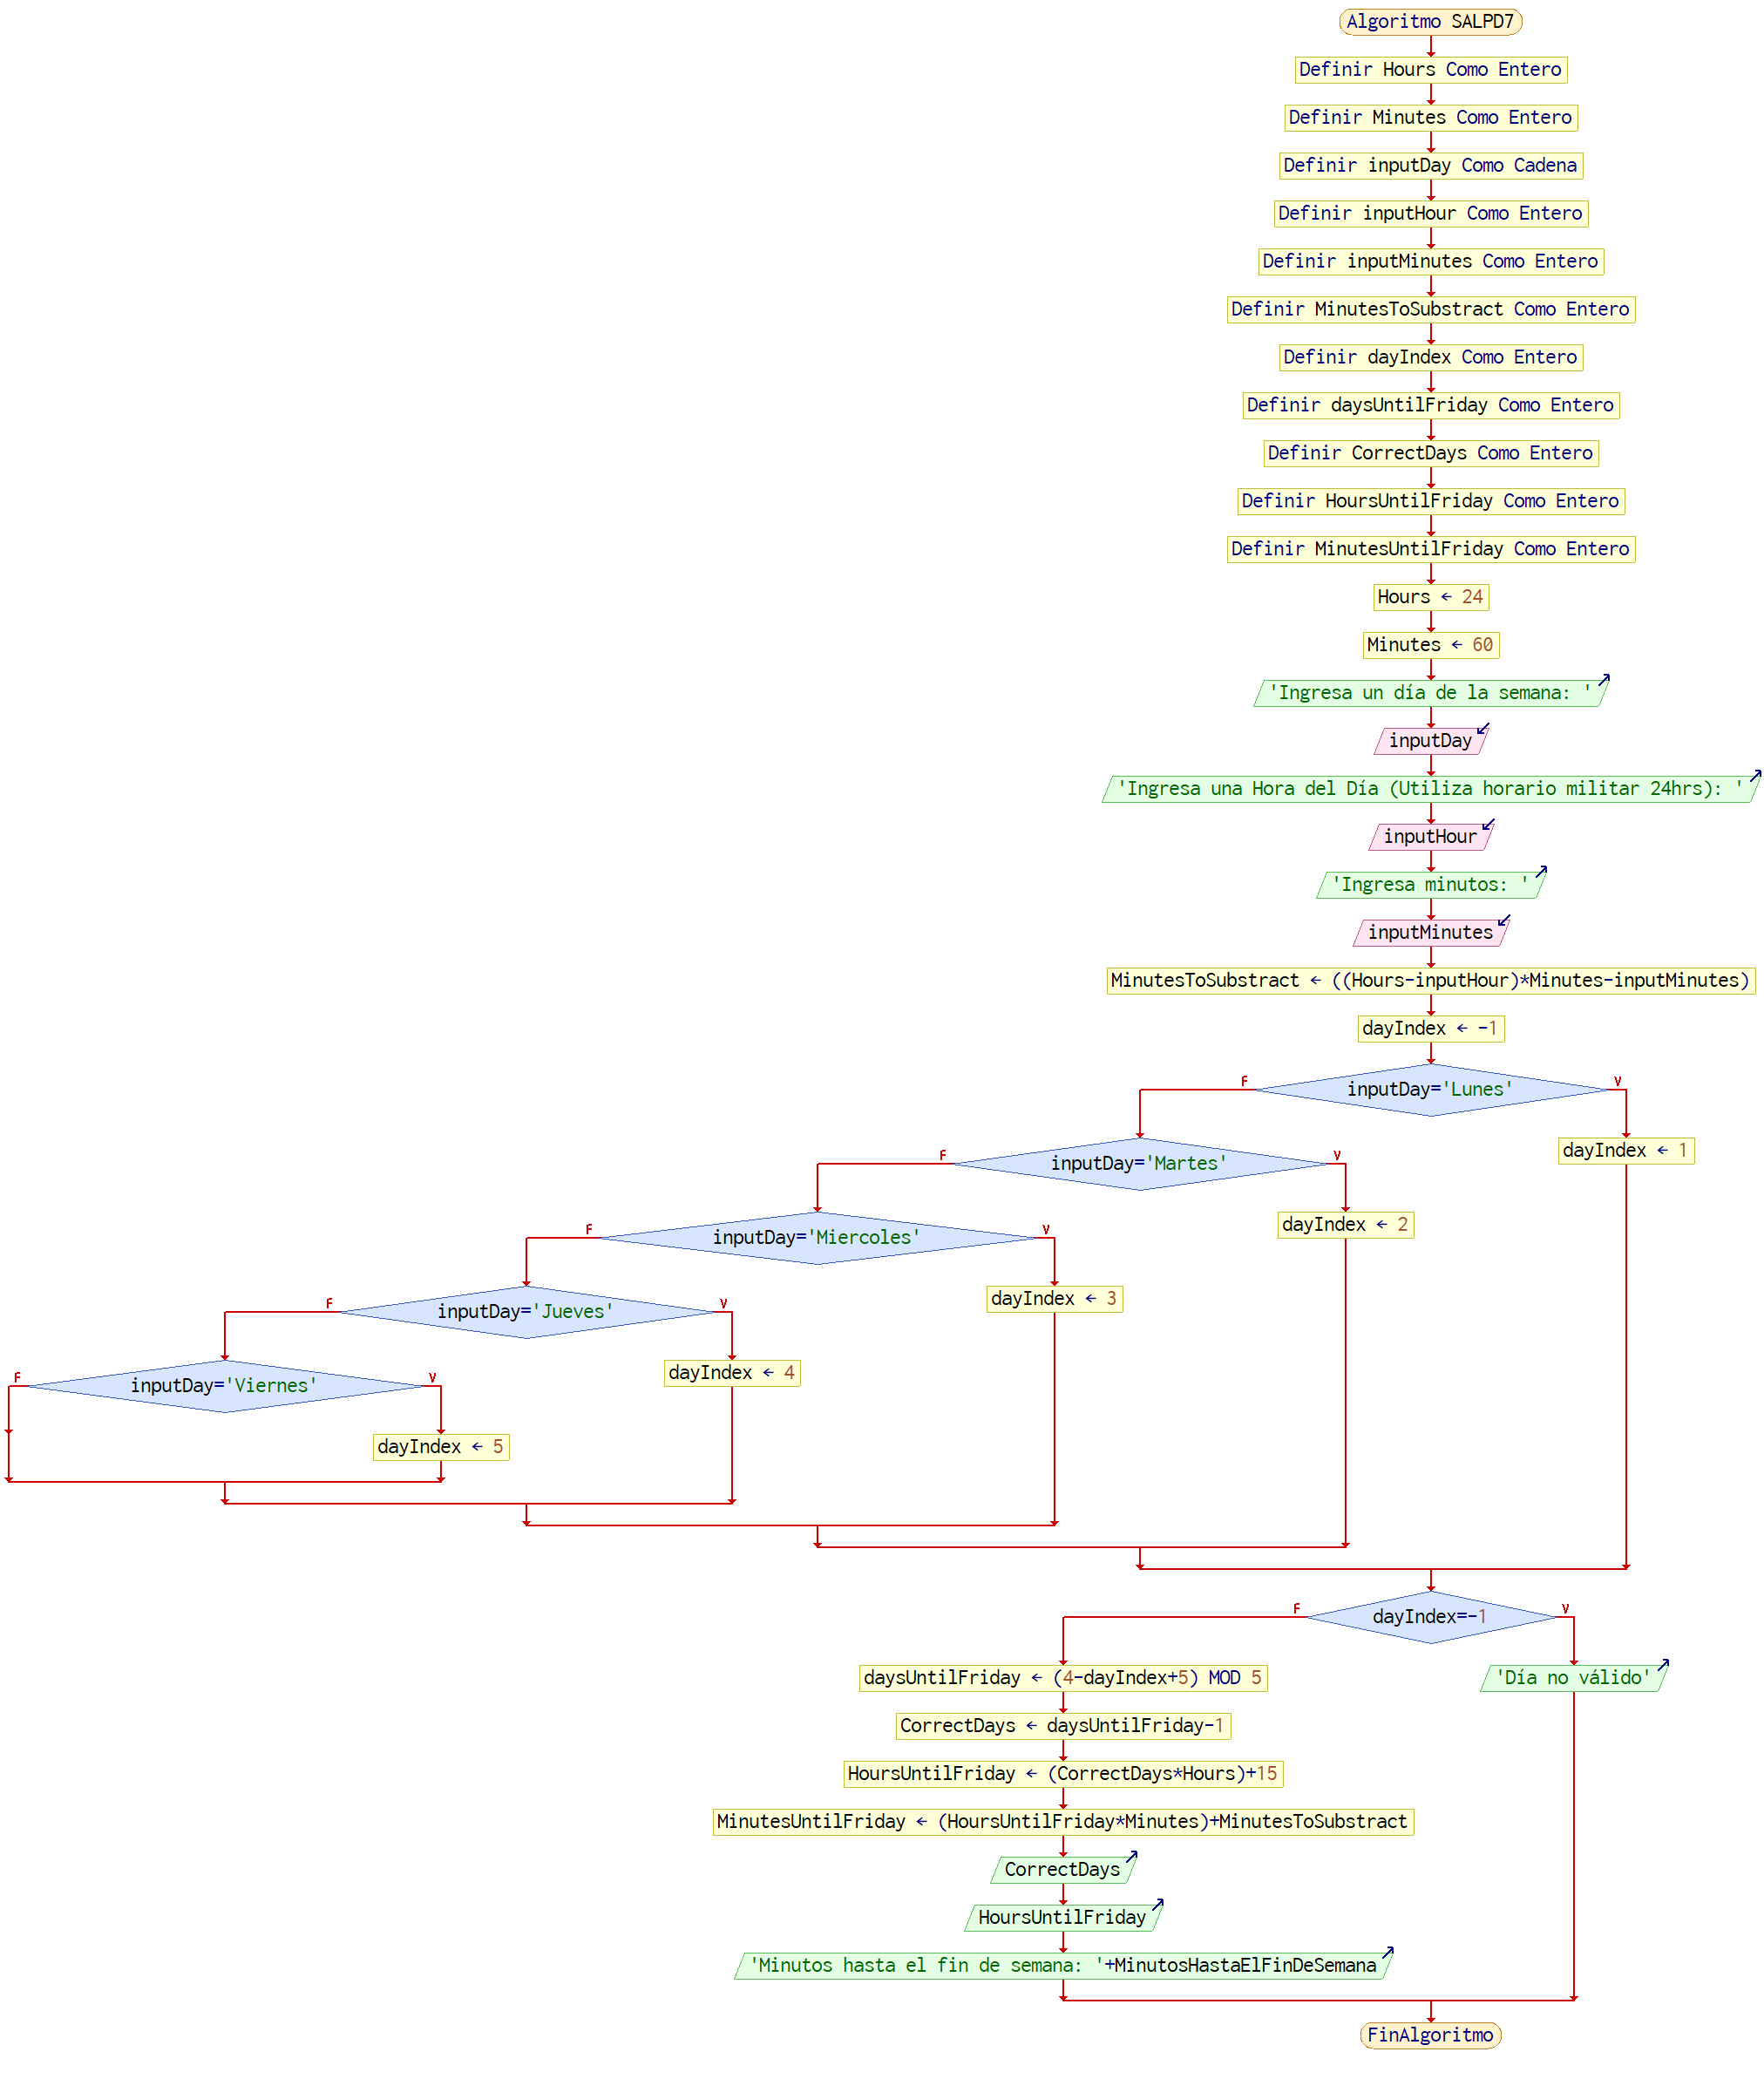 Algoritmo SALPD7
Definir Hours Como Entero
Definir Minutes Como Entero
Definir inputDay Como Cadena
Definir inputHour Como Entero
Definir inputMinutes Como Entero
Definir MinutesToSubstract Como Entero
Definir dayIndex Como Entero
Definir daysUntilFriday Como Entero
Definir CorrectDays Como Entero
Definir HoursUntilFriday Como Entero
Definir MinutesUntilFriday Como Entero
Hours ← 24
Minutes ← 60
'Ingresa un día de la semana: '
inputDay
'Ingresa una Hora del Día (Utiliza horario militar 24hrs): '
inputHour
'Ingresa minutos: '
inputMinutes
MinutesToSubstract ← ((Hours-inputHour)*Minutes-inputMinutes)
dayIndex ← -1
F inputDay='Lunes' V
dayIndex ← 1
F inputDay='Martes' V
dayIndex ← 2
F inputDay='Miercoles' V
dayIndex ← 3
F inputDay='Jueves' V
dayIndex ← 4
F inputDay='Viernes' V
dayIndex ← 5
F dayIndex=-1 V
daysUntilFriday ← (4-dayIndex+5) MOD 5
'Día no válido'
CorrectDays ← daysUntilFriday-1
HoursUntilFriday ← (CorrectDays*Hours)+15
MinutesUntilFriday ← (HoursUntilFriday*Minutes)+MinutesToSubstract
CorrectDays
HoursUntilFriday
'Minutos hasta el fin de semana: '+MinutosHastaElFinDeSemana
FinAlgoritmo